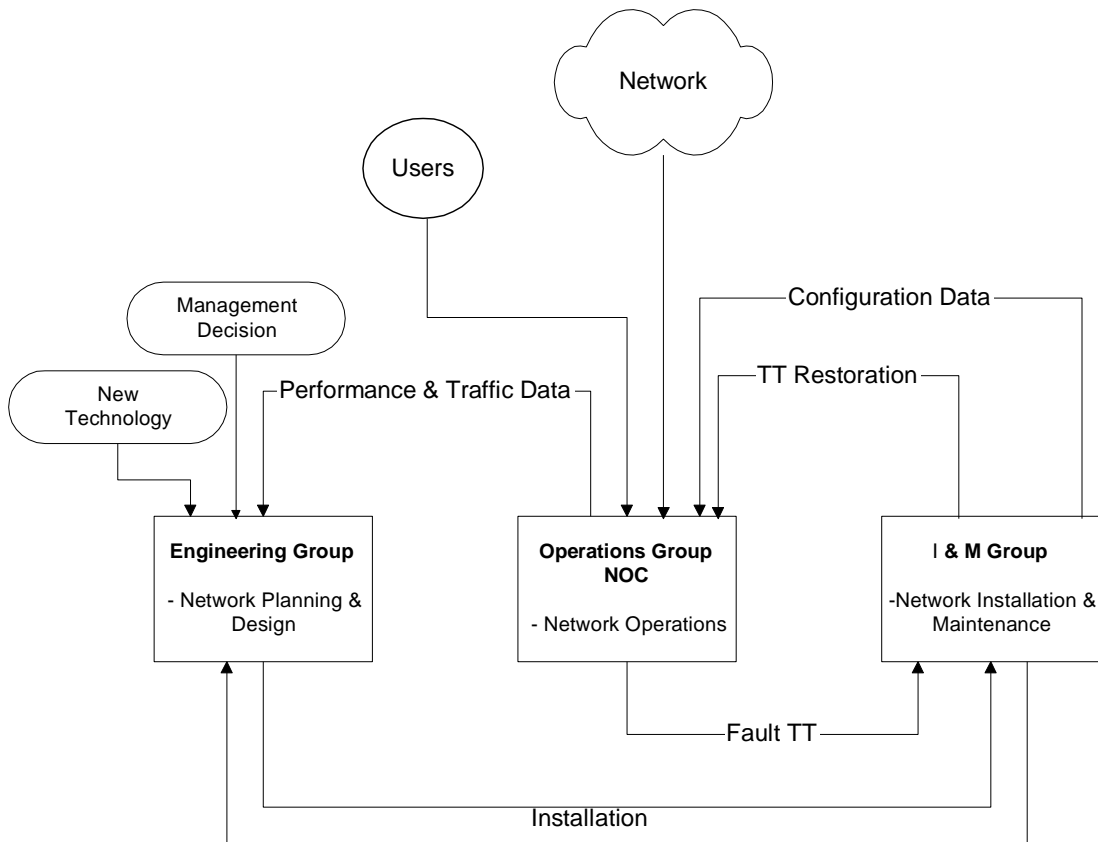 Network
Users
Management
Decision
New
Technology
Configuration Data
TT Restoration
Performance & Traffic Data
Engineering Group
- Network Planning &
Design
Operations Group
NOC
- Network Operations
I & M Group
-Network Installation &
Maintenance
Fault TT
Installation